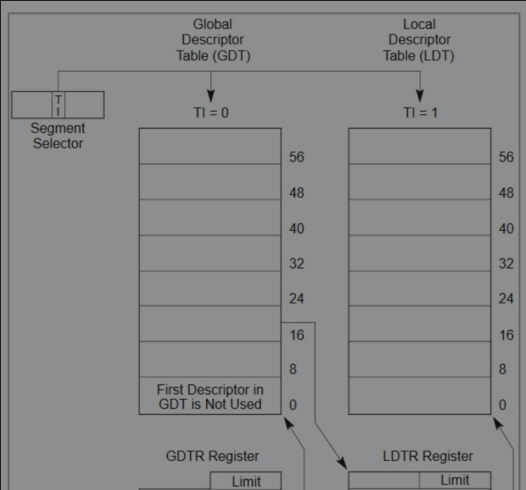 Global
Descriptor
Table (GDT)
Local
Descriptor
Table (LDT)
T
I
Segment
Selector
TI = 0
TI = 1
56
48
40
32
24
16
8
0
First Descriptor in
GDT is Not Used
56
48
40
32
24
16
8
0
GDTR Register
Limit
LDTR Register
Limit